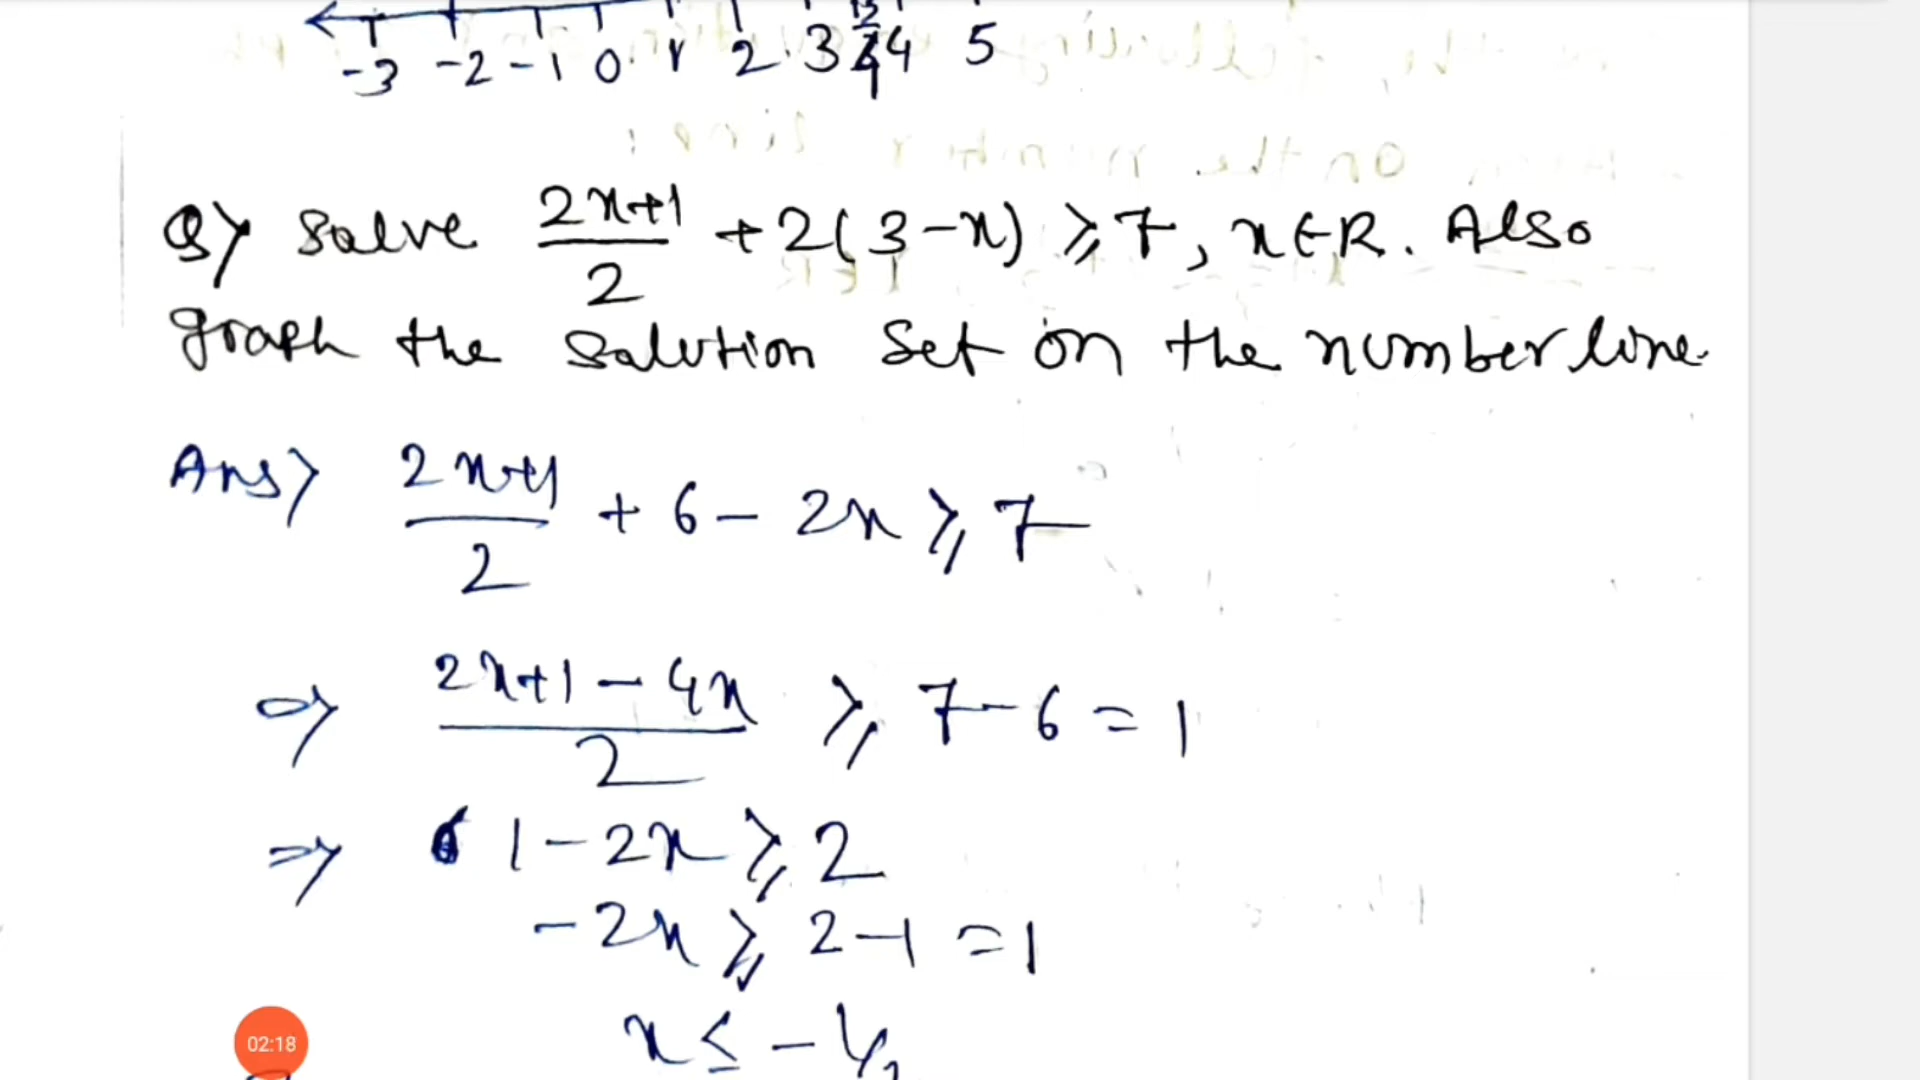 -3 -2 -1 0 1 2 3 4 5
Q> Solve (2x+1)/2 + 2(3-x) ≥ 7, x∈R. Also
graph the solution set on the number line.
Ans> (2x+1)/2 + 6 - 2x ≥ 7
⇒ (2x+1-4x)/2 ≥ 7-6 = 1
⇒ 1-2x ≥ 2
-2x ≥ 2-1 = 1
x ≤ -1/2
02:18